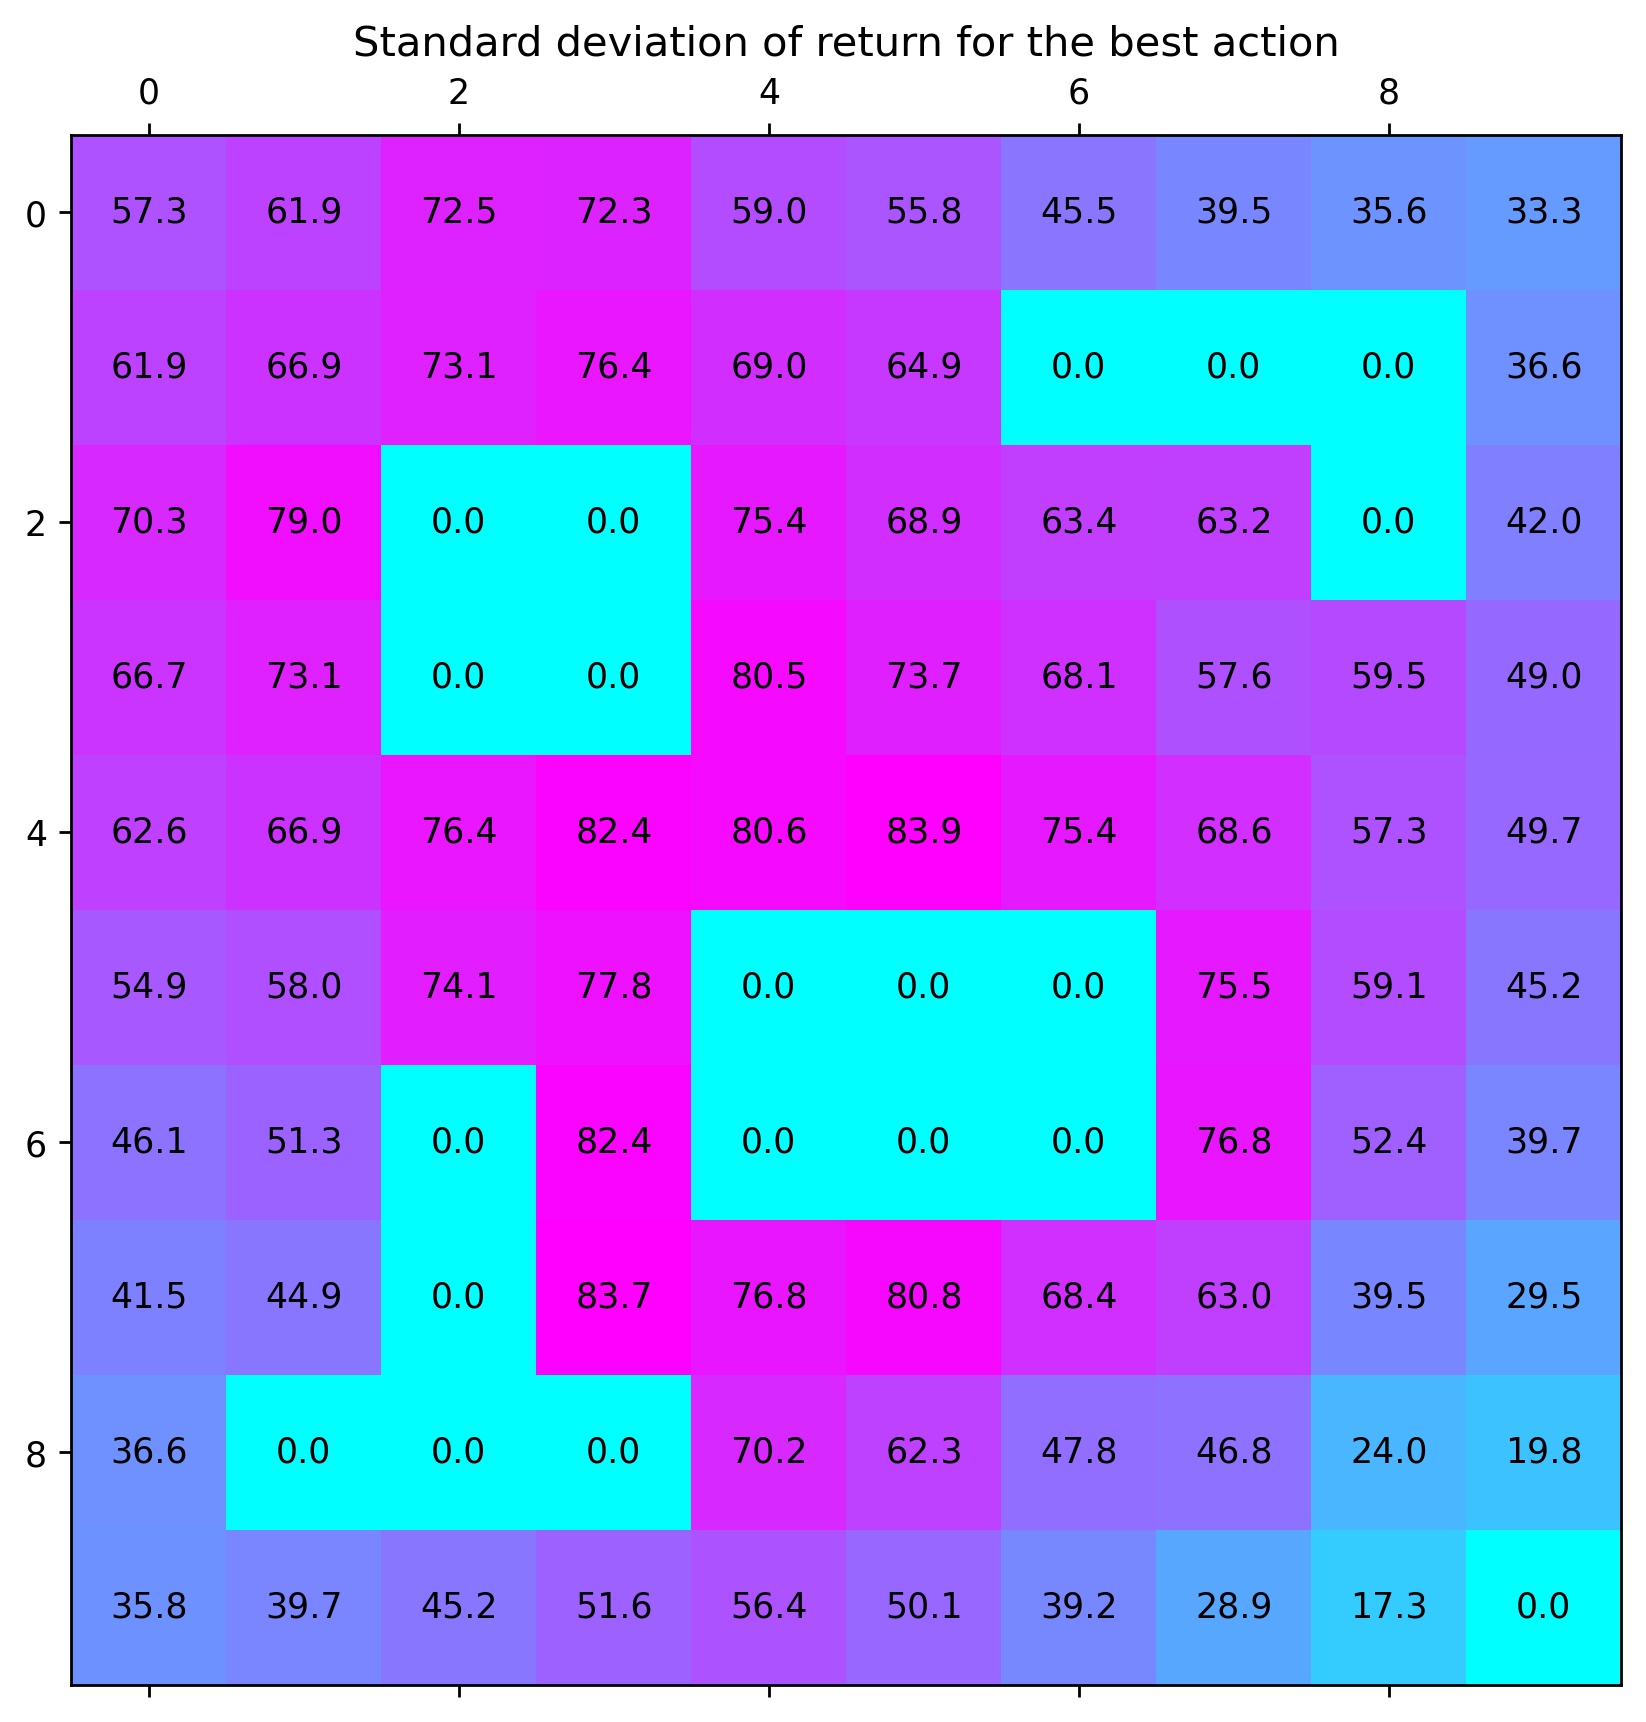 Standard deviation of return for the best action
0 2 4 6 8
0 57.3 61.9 72.5 72.3 59.0 55.8 45.5 39.5 35.6 33.3
61.9 66.9 73.1 76.4 69.0 64.9 0.0 0.0 0.0 36.6
2 70.3 79.0 0.0 0.0 75.4 68.9 63.4 63.2 0.0 42.0
66.7 73.1 0.0 0.0 80.5 73.7 68.1 57.6 59.5 49.0
4 62.6 66.9 76.4 82.4 80.6 83.9 75.4 68.6 57.3 49.7
54.9 58.0 74.1 77.8 0.0 0.0 0.0 75.5 59.1 45.2
6 46.1 51.3 0.0 82.4 0.0 0.0 0.0 76.8 52.4 39.7
41.5 44.9 0.0 83.7 76.8 80.8 68.4 63.0 39.5 29.5
8 36.6 0.0 0.0 0.0 70.2 62.3 47.8 46.8 24.0 19.8
35.8 39.7 45.2 51.6 56.4 50.1 39.2 28.9 17.3 0.0